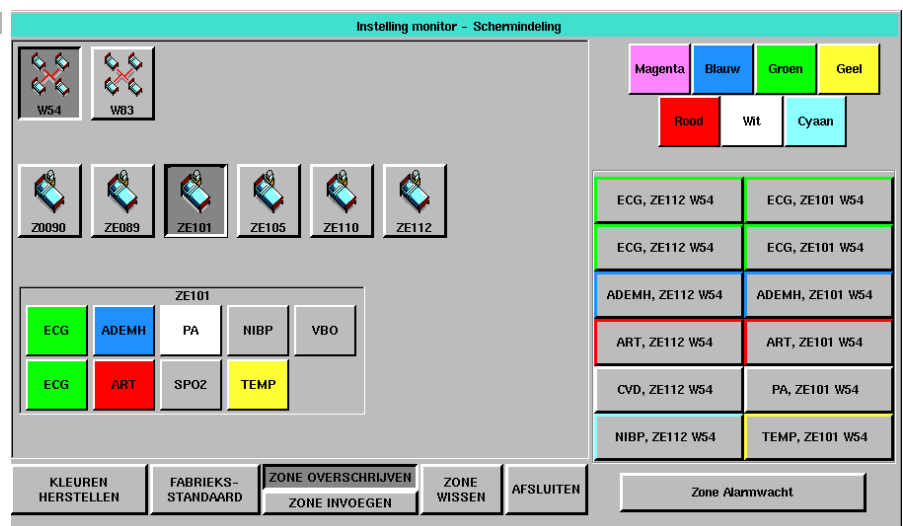 Instelling monitor - Schermindeling
W54 W83
Magenta Blauw Groen Geel
Rood Wit Cyaan
Z0090 ZE089 ZE101 ZE105 ZE110 ZE112
ZE101
ECG ADEMH PA NIBP VBO
ECG ART SPO2 TEMP
ECG, ZE112 W54 ECG, ZE101 W54
ECG, ZE112 W54 ECG, ZE101 W54
ADEMH, ZE112 W54 ADEMH, ZE101 W54
ART, ZE112 W54 ART, ZE101 W54
CVD, ZE112 W54 PA, ZE101 W54
NIBP, ZE112 W54 TEMP, ZE101 W54
KLEUREN
HERSTELLEN
FABRIEKS-
STANDAARD
ZONE OVERSCHRIJVEN
ZONE INVOEGEN
ZONE
WISSEN
AFSLUITEN
Zone Alarmwacht